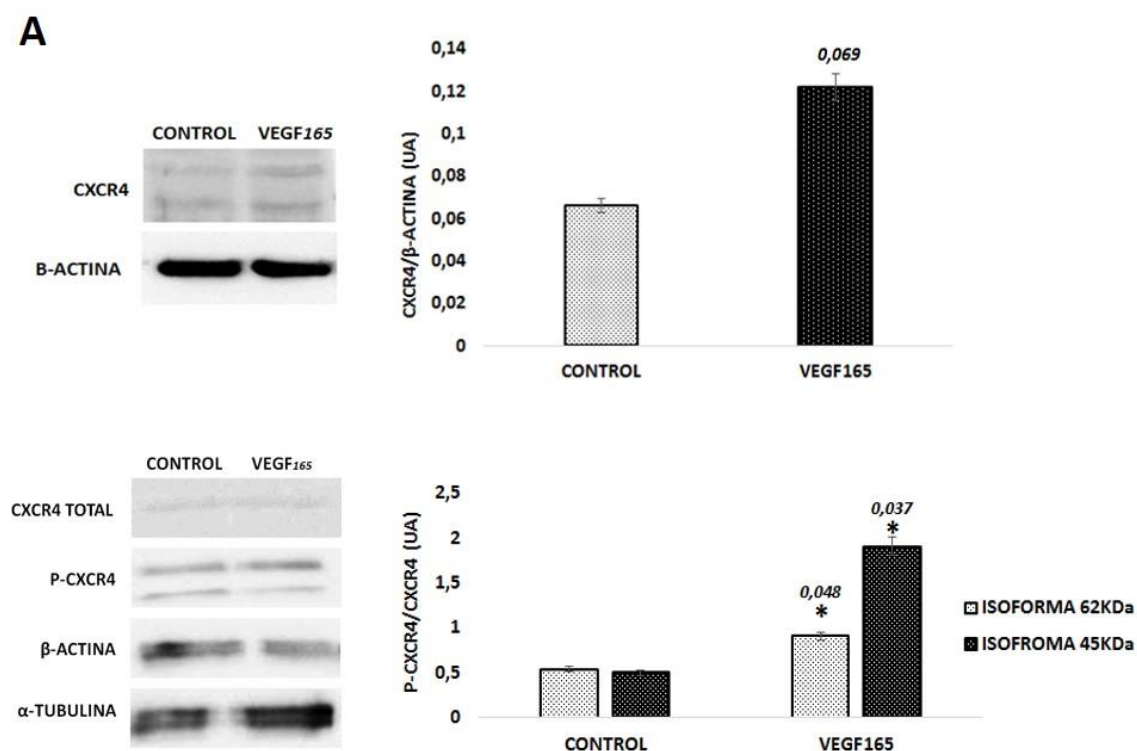 A
CONTROL VEGF165
CXCR4
B-ACTINA
CXCR4/β-ACTINA (UA)
0,14
0,12
0,1
0,08
0,06
0,04
0,02
0
0,069
CONTROL VEGF165
CONTROL VEGF165
CXCR4 TOTAL
P-CXCR4
β-ACTINA
α-TUBULINA
P-CXCR4/CXCR4 (UA)
2,5
2
1,5
1
0,5
0
0,048
*
0,037
*
CONTROL VEGF165
ISOFORMA 62KDa
ISOFROMA 45KDa